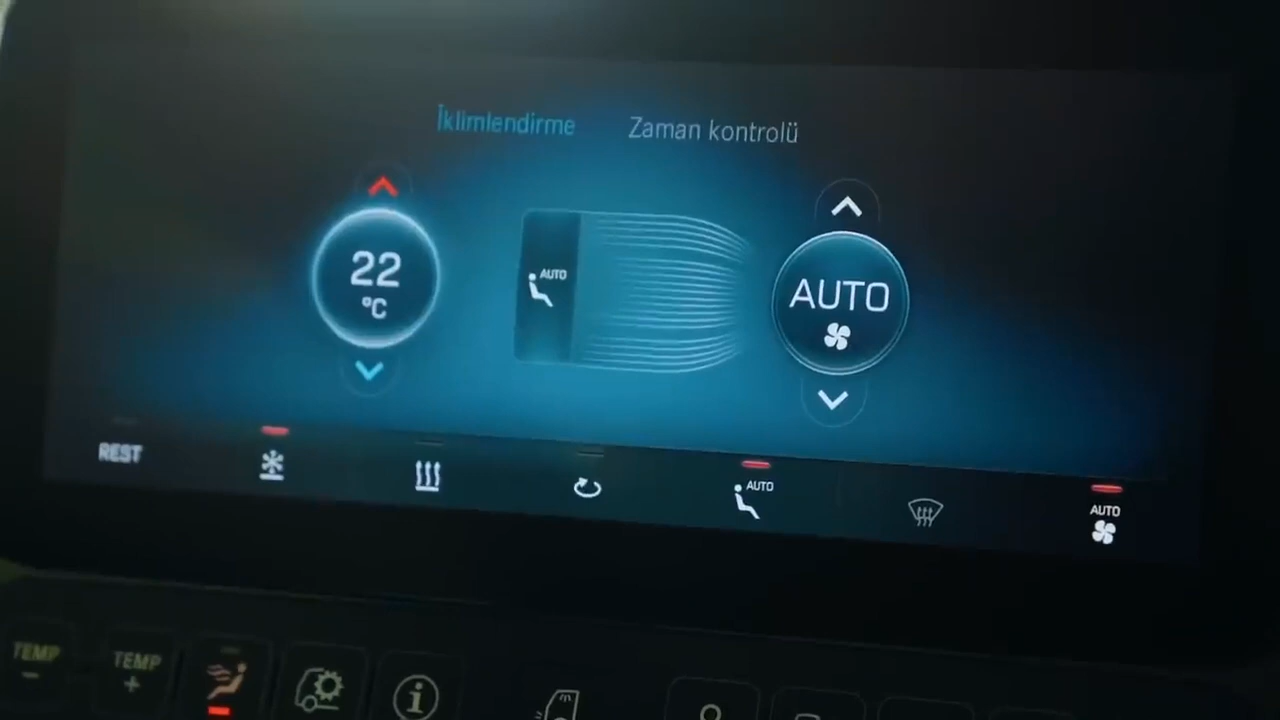 İklimlendirme
Zaman kontrolü
22
°C
AUTO
AUTO
REST
AUTO
AUTO
TEMP
-
TEMP
+